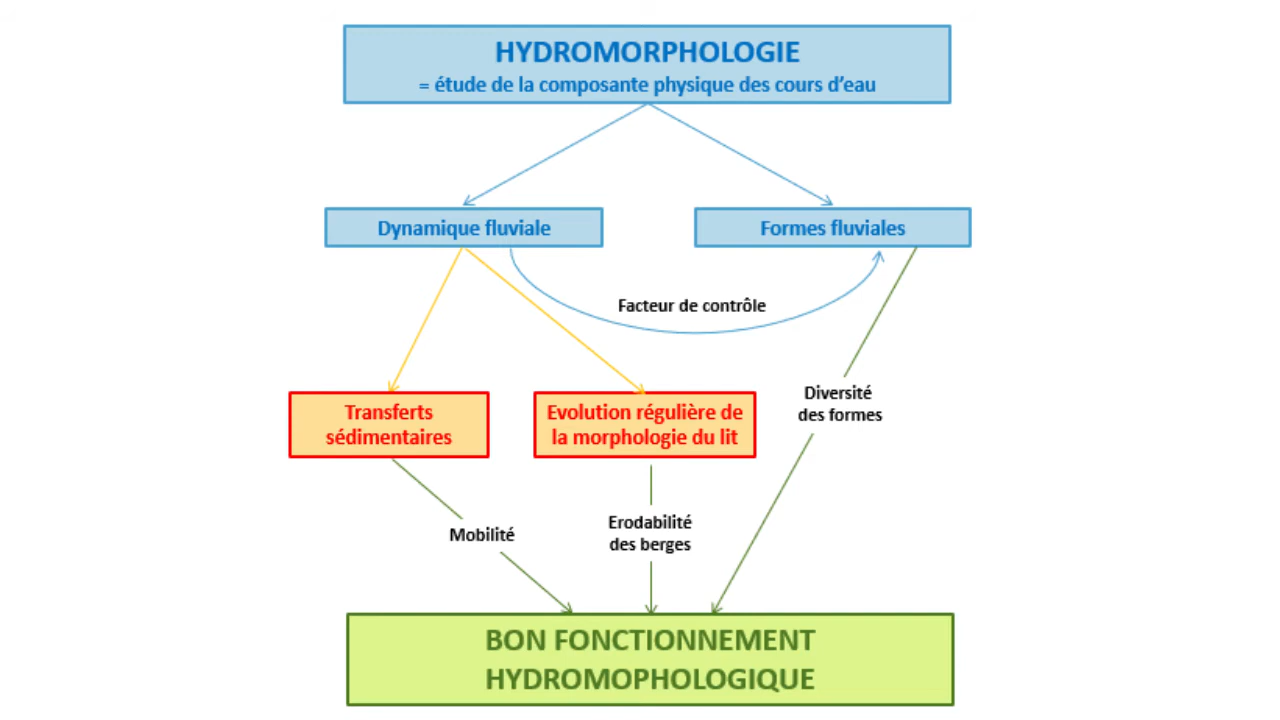 HYDROMORPHOLOGIE
= étude de la composante physique des cours d'eau
Dynamique fluviale
Formes fluviales
Facteur de contrôle
Transferts
sédimentaires
Evolution régulière de
la morphologie du lit
Diversité
des formes
Mobilité
Erodabilité
des berges
BON FONCTIONNEMENT
HYDROMOPHOLOGIQUE